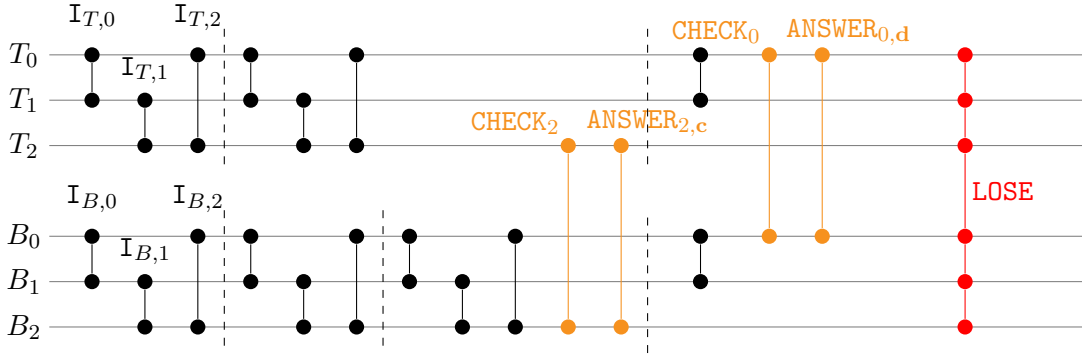 I_{T,0} I_{T,2}
CHECK_0 ANSWER_{0,d}
T_0
I_{T,1}
T_1
CHECK_2 ANSWER_{2,c}
T_2
I_{B,0} I_{B,2} LOSE
B_0
I_{B,1}
B_1
B_2